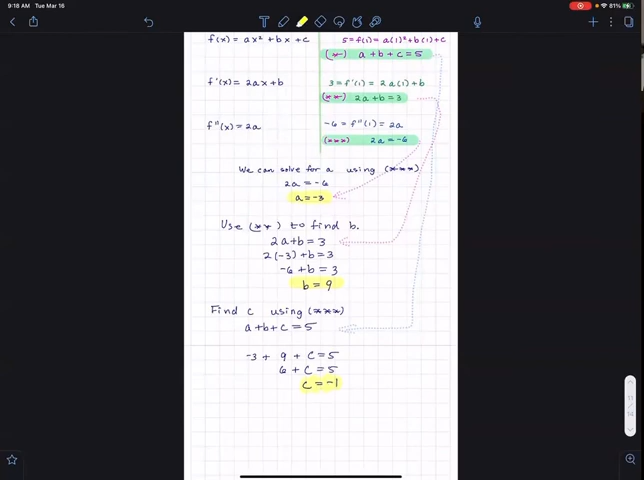 9:18 AM Tue Mar 16
81%
f(x) = ax² + bx + c
5 = f(1) = a(1)² + b(1) + c
(*) a + b + c = 5
f'(x) = 2ax + b
3 = f'(1) = 2a(1) + b
(**) 2a + b = 3
f''(x) = 2a
-6 = f''(1) = 2a
(***) 2a = -6
We can solve for a using (***)
2a = -6
a = -3
Use (**) to find b.
2a + b = 3
2(-3) + b = 3
-6 + b = 3
b = 9
Find c using (***)
a + b + c = 5
-3 + 9 + c = 5
6 + c = 5
c = -1
11
14